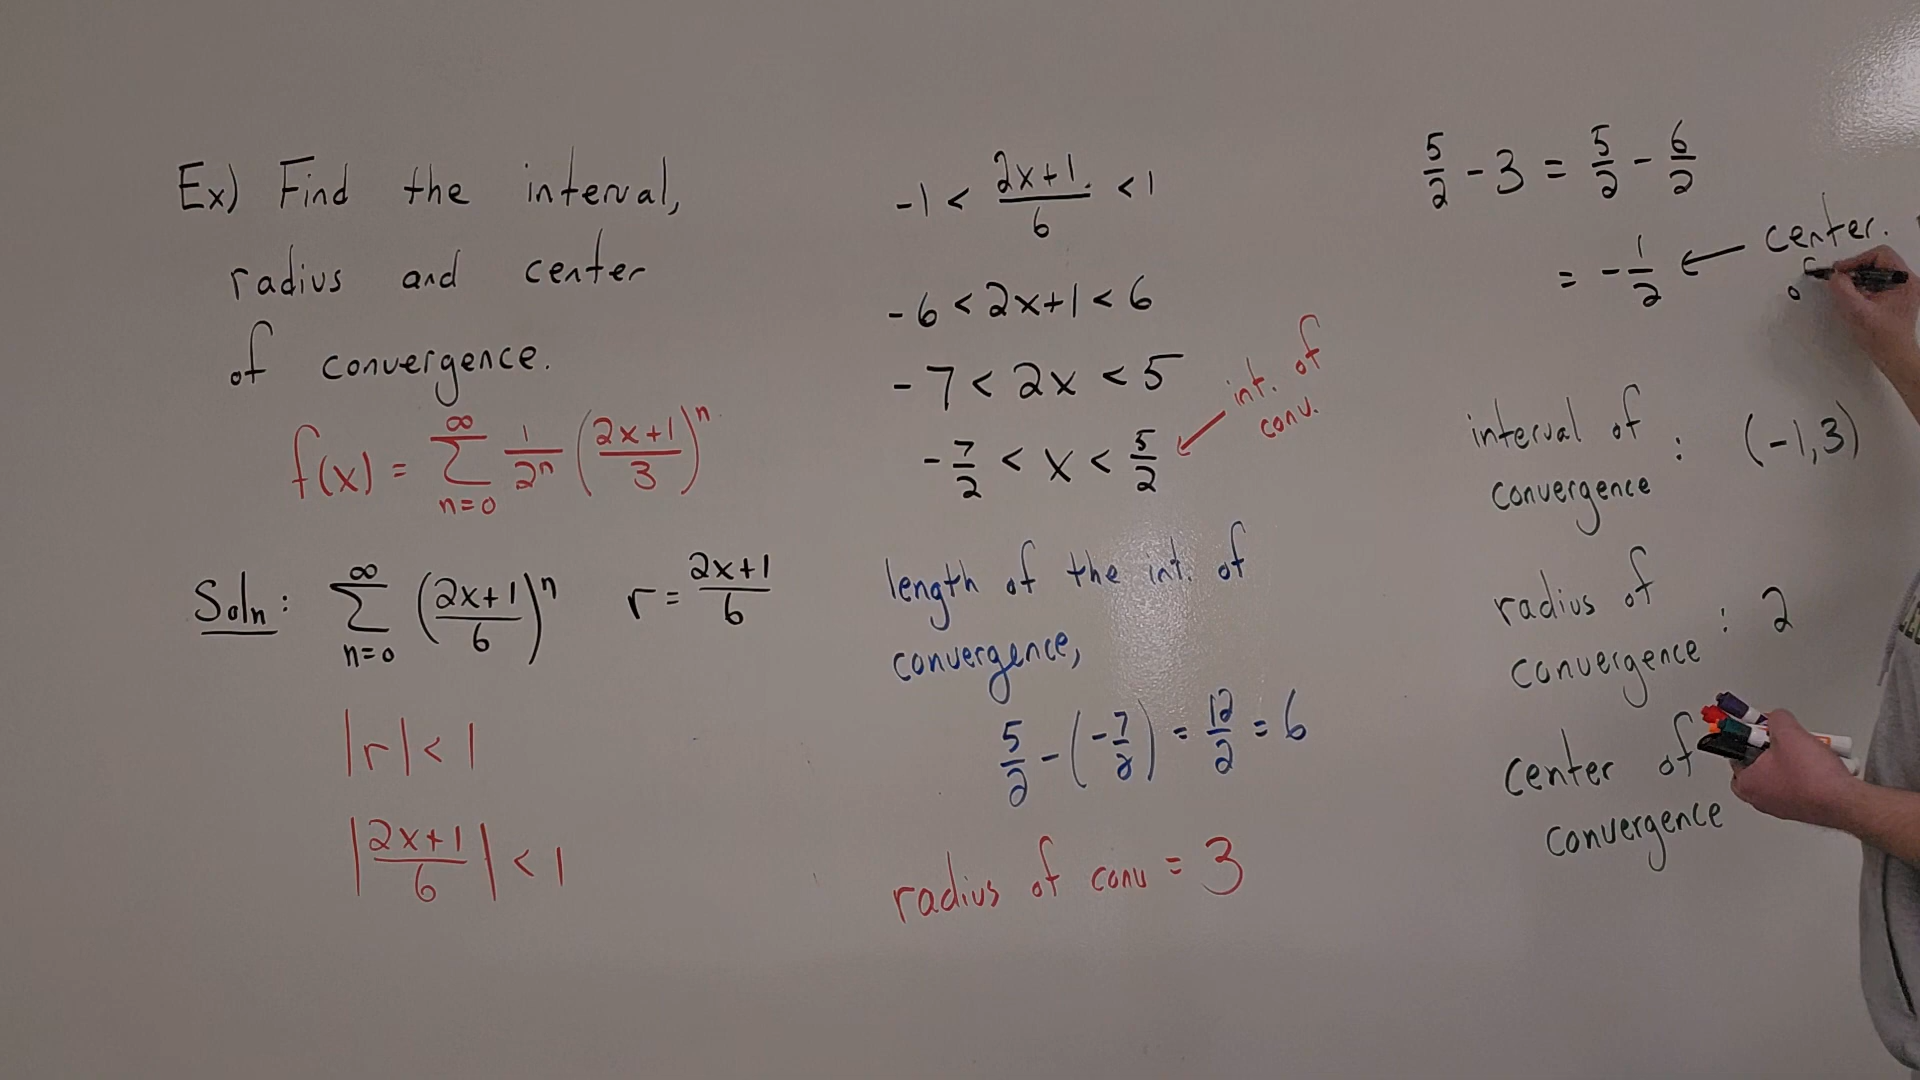 Ex) Find the interval,
radius and center
of convergence.
f(x) = ∑_{n=0}^{∞} 1/2ⁿ ((2x+1)/3)ⁿ
Soln: ∑_{n=0}^{∞} ((2x+1)/6)ⁿ r = (2x+1)/6
|r| < 1
|(2x+1)/6| < 1
-1 < (2x+1)/6 < 1
-6 < 2x+1 < 6
-7 < 2x < 5
-7/2 < x < 5/2
int. of
conv.
length of the int. of
convergence,
5/2 - (-7/2) = 12/2 = 6
radius of conv = 3
5/2 - 3 = 5/2 - 6/2
= -1/2 ← center.
interval of
convergence : (-1,3)
radius of
convergence : 2
center of
convergence